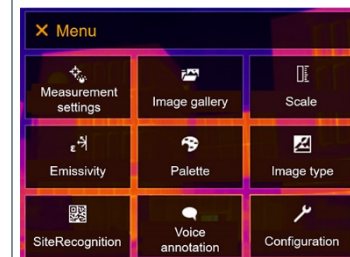 Menu
Measurement
settings
Image gallery
Scale
ε
Emissivity
Palette
Image type
SiteRecognition
Voice
annotation
Configuration